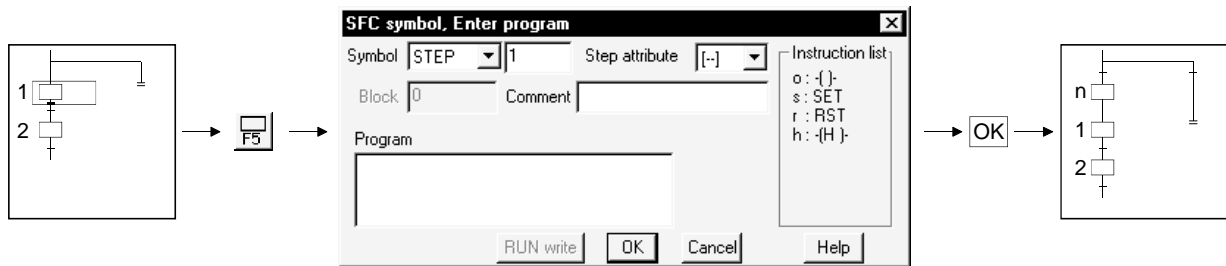 1
2
F5
SFC symbol, Enter program
Symbol STEP 1 Step attribute [--]
Block 0 Comment
Program
Instruction list
o : -( )-
s : SET
r : RST
h : -(H )-
RUN write OK Cancel Help
OK
n
1
2